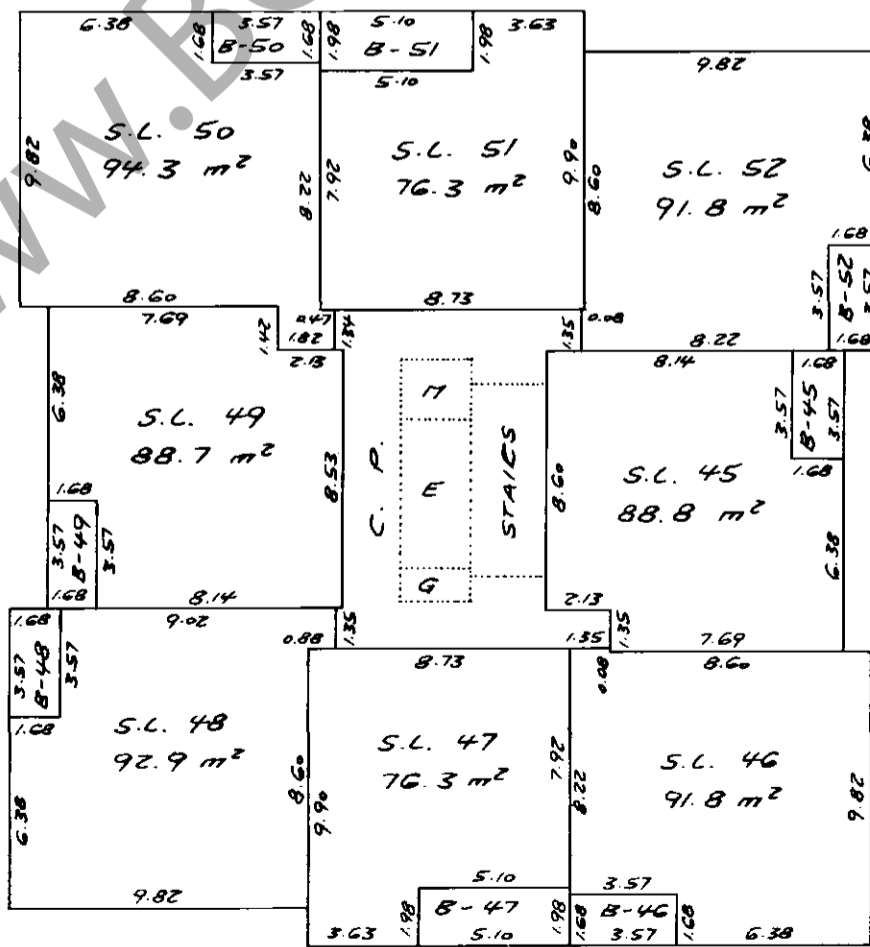 6.38
1.68
3.57
B-50
1.68
3.57
1.98
5.10
B-51
1.98
5.10
3.63
9.82
S.L. 50
94.3 m²
9.82
8.22
7.92
S.L. 51
76.3 m²
9.90
8.60
S.L. 52
91.8 m²
6.38
1.68
3.57
B-52
3.57
1.68
8.60
8.73
0.08
8.22
7.69
1.42
0.47
1.82
1.34
2.13
1.35
8.14
1.68
3.57
B-45
3.57
1.68
6.38
S.L. 49
88.7 m²
8.53
C.P.
M
E
G
STAIRS
8.60
S.L. 45
88.8 m²
6.38
1.68
3.57
B-49
3.57
1.68
8.14
2.13
1.35
7.69
1.68
3.57
B-48
3.57
1.68
9.02
0.88
1.35
8.73
1.35
0.08
8.60
S.L. 48
92.9 m²
6.38
8.60
9.90
S.L. 47
76.3 m²
7.92
8.22
S.L. 46
91.8 m²
9.82
9.82
3.63
1.98
5.10
B-47
5.10
1.98
3.57
1.68
B-46
3.57
1.68
6.38